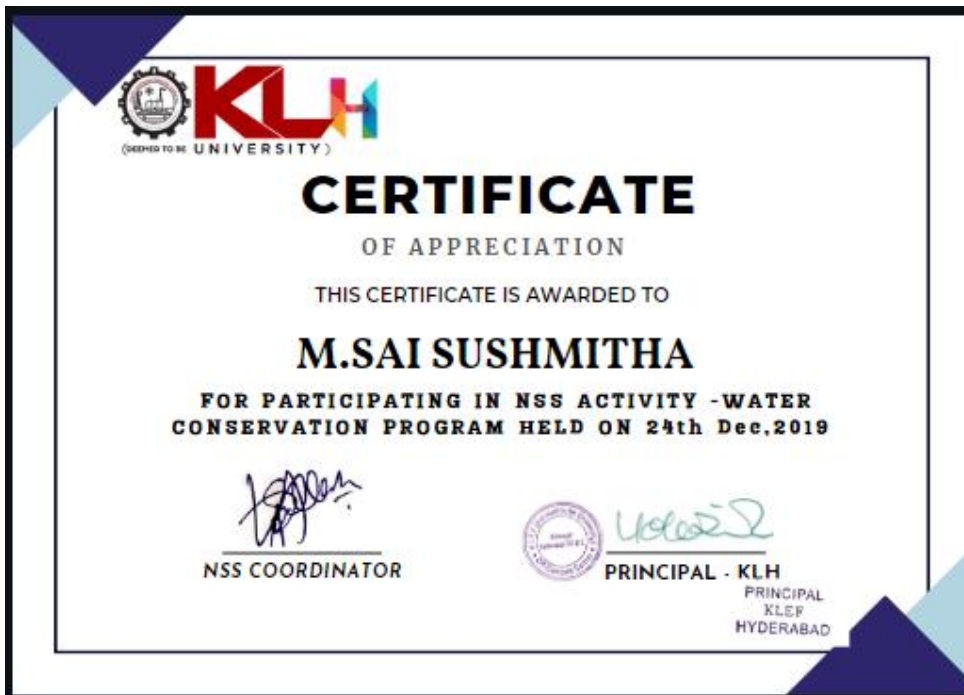 KLH
(DEEMED TO BE UNIVERSITY)
CERTIFICATE
OF APPRECIATION
THIS CERTIFICATE IS AWARDED TO
M.SAI SUSHMITHA
FOR PARTICIPATING IN NSS ACTIVITY -WATER
CONSERVATION PROGRAM HELD ON 24th Dec,2019
NSS COORDINATOR
PRINCIPAL - KLH
PRINCIPAL
KLEF
HYDERABAD